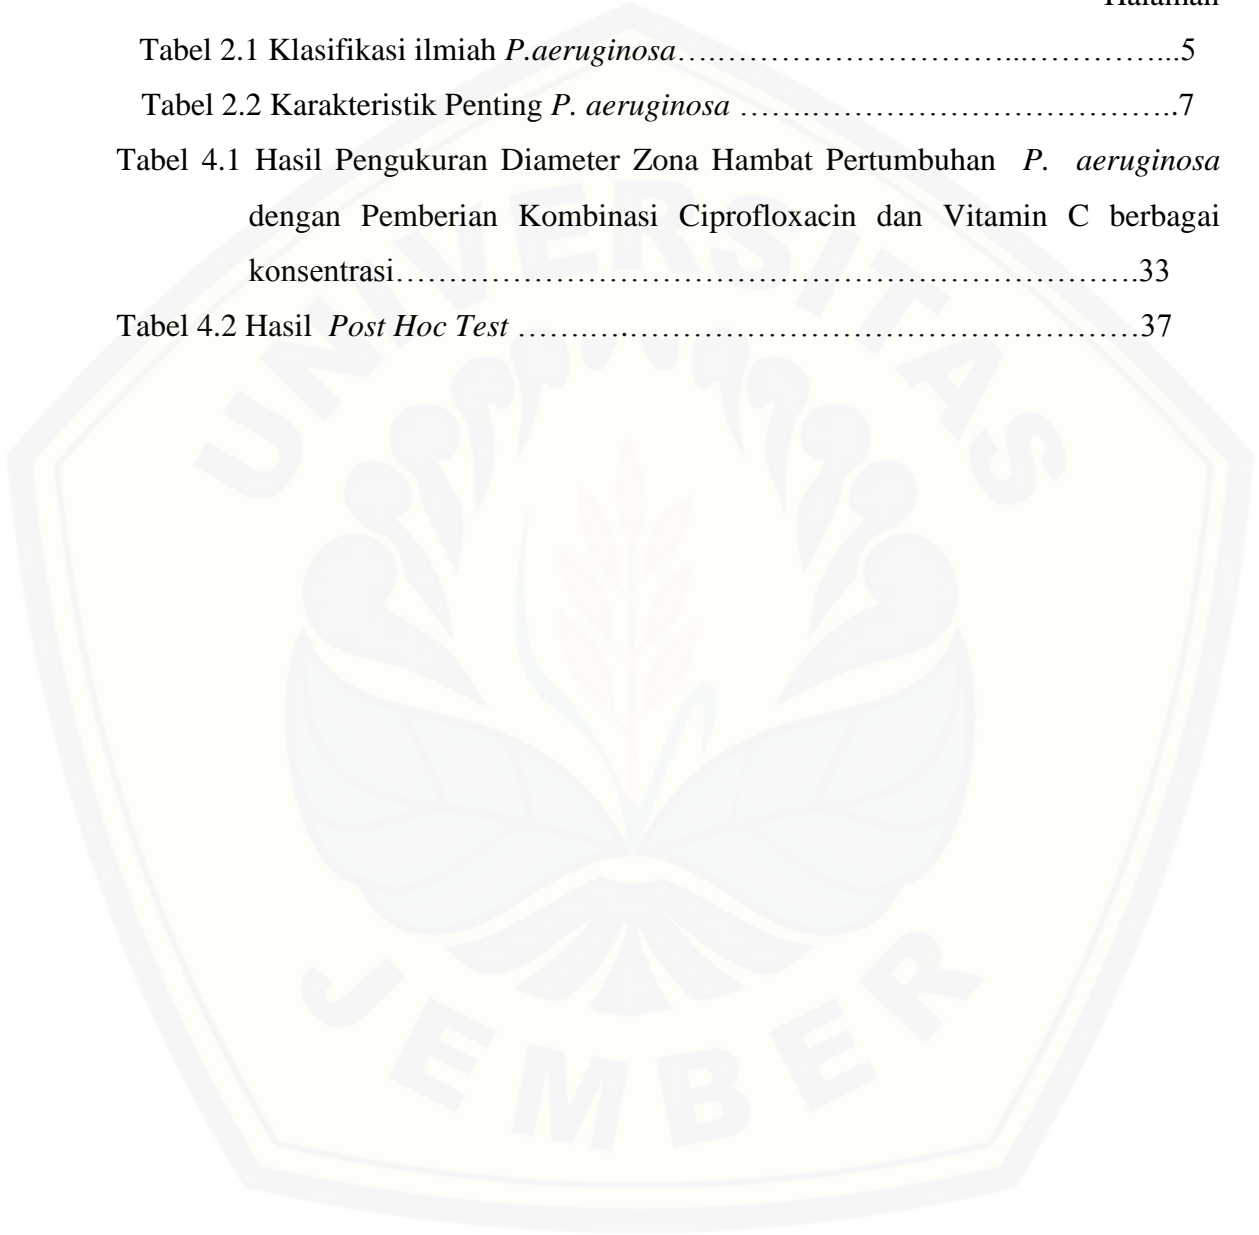 Halaman
Tabel 2.1 Klasifikasi ilmiah P.aeruginosa….………………………...…………...5
Tabel 2.2 Karakteristik Penting P. aeruginosa …….……………………………..7
Tabel 4.1 Hasil Pengukuran Diameter Zona Hambat Pertumbuhan P. aeruginosa
dengan Pemberian Kombinasi Ciprofloxacin dan Vitamin C berbagai
konsentrasi…………………………………………………………….33
Tabel 4.2 Hasil Post Hoc Test …….….…………………………………………37
UNIVERSITAS
JEMBER